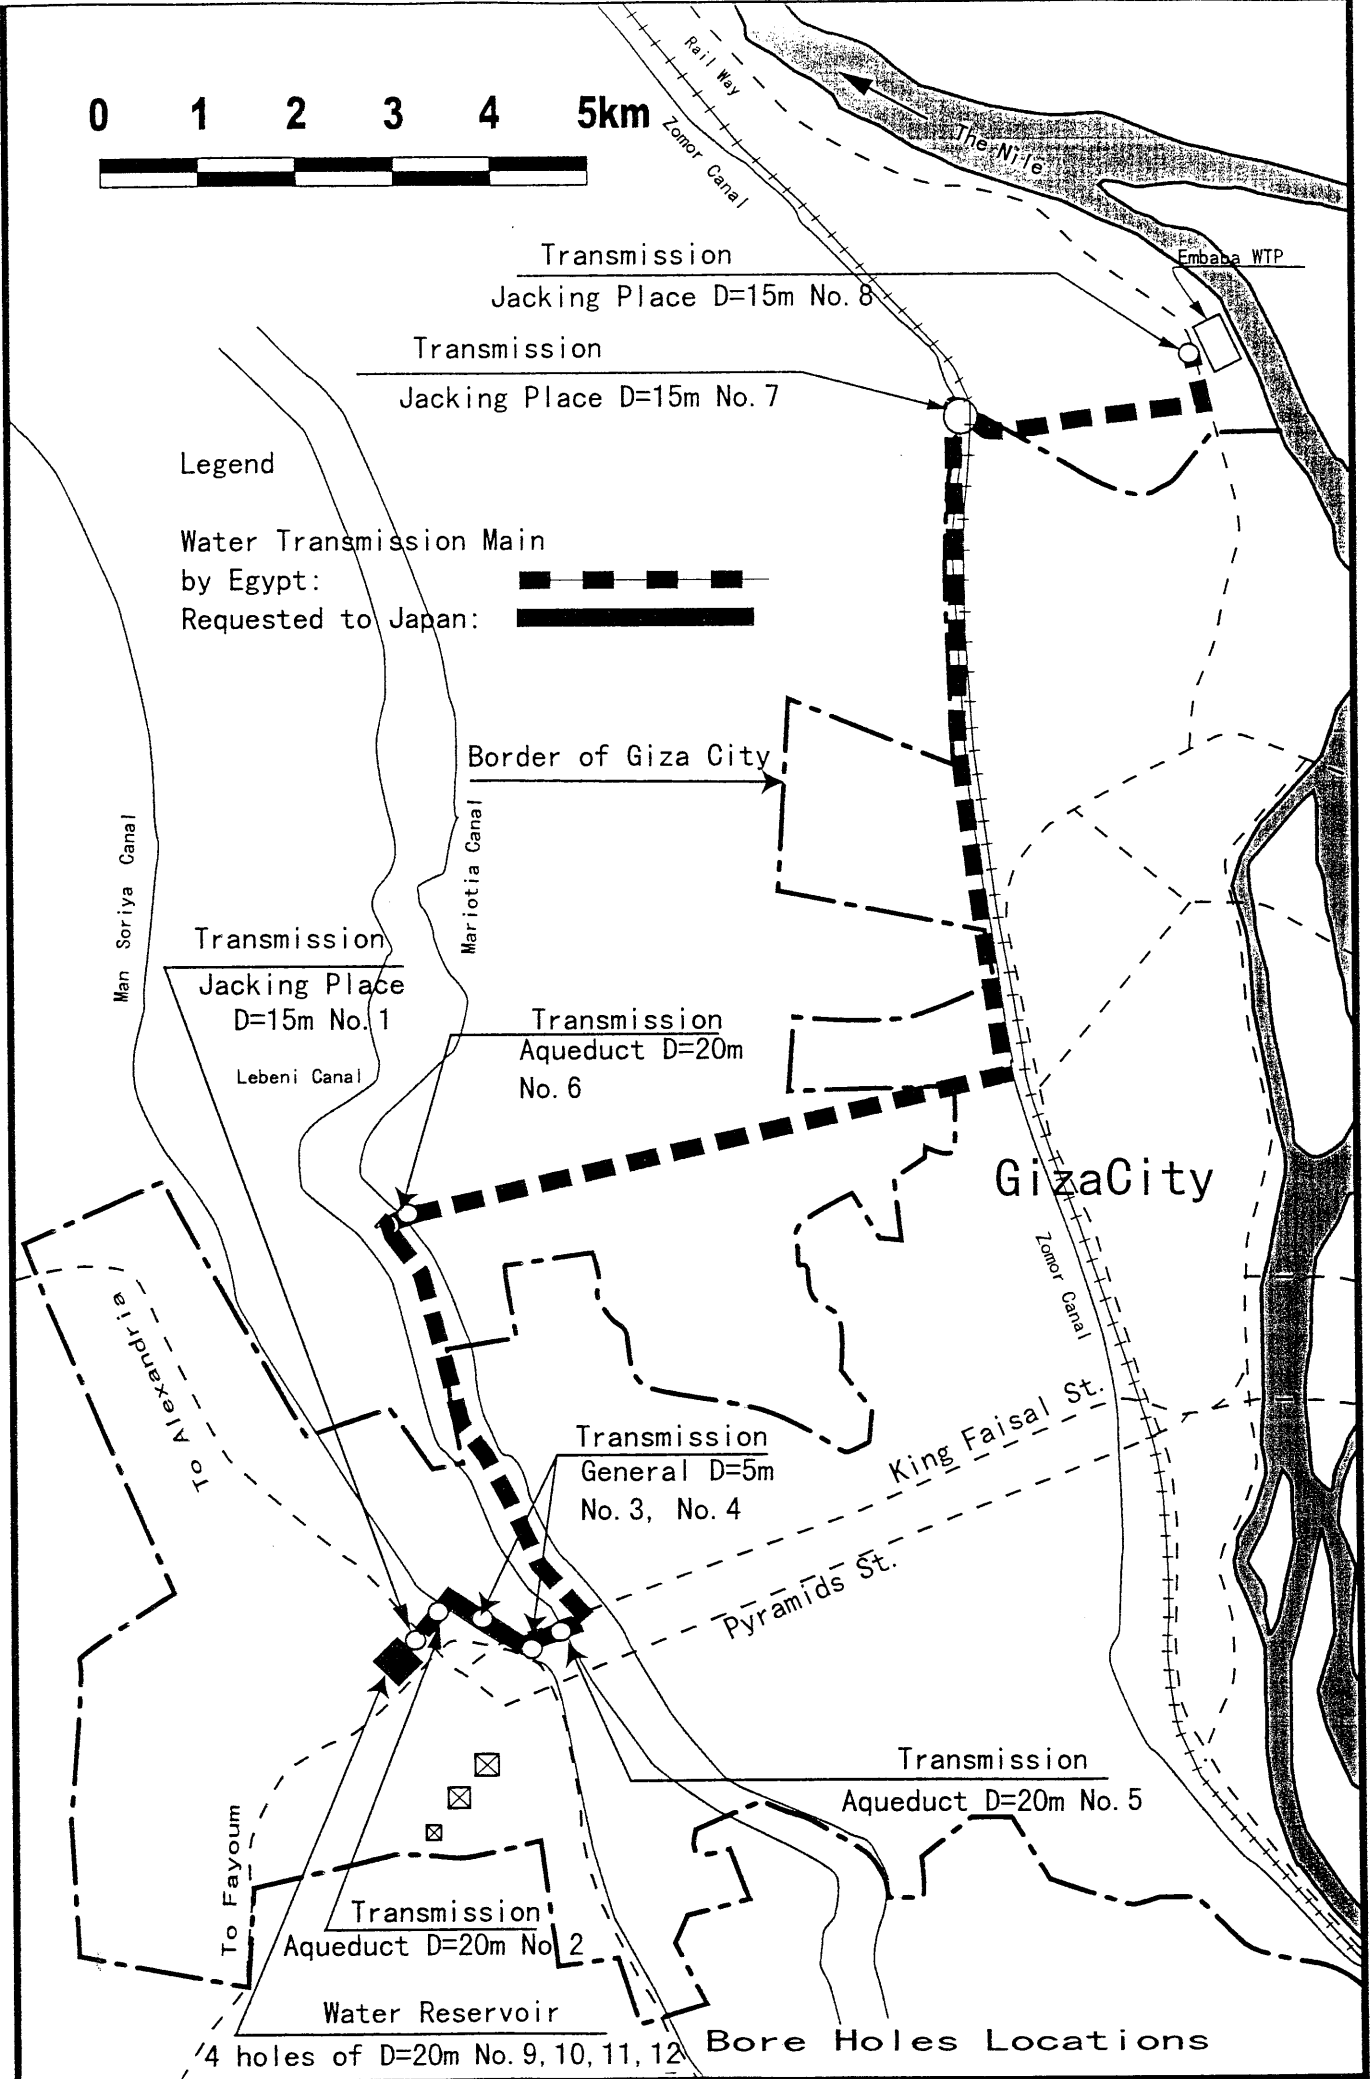 Rail Way
0 1 2 3 4 5km
Zomor Canal
The Nile
Transmission
Jacking Place D=15m No. 8
Embaba WTP
Transmission
Jacking Place D=15m No. 7
Legend
Water Transmission Main
by Egypt:
Requested to Japan:
Border of Giza City
Man Soriya Canal
Mariotia Canal
Transmission
Jacking Place
D=15m No. 1
Lebeni Canal
Transmission
Aqueduct D=20m
No. 6
GizaCity
Zomor Canal
To Alexandria
King Faisal St.
Transmission
General D=5m
No. 3, No. 4
Pyramids St.
Transmission
Aqueduct D=20m No. 5
To Fayoum
Transmission
Aqueduct D=20m No. 2
Water Reservoir
4 holes of D=20m No. 9, 10, 11, 12
Bore Holes Locations